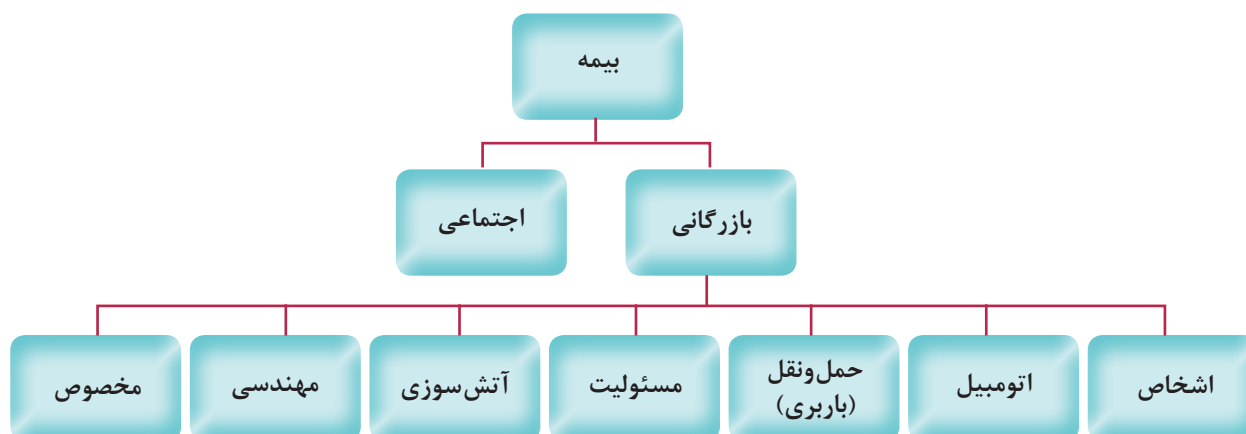 بیمه
بازرگانی
اجتماعی
اشخاص
اتومبیل
حمل‌ونقل
(باربری)
مسئولیت
آتش‌سوزی
مهندسی
مخصوص